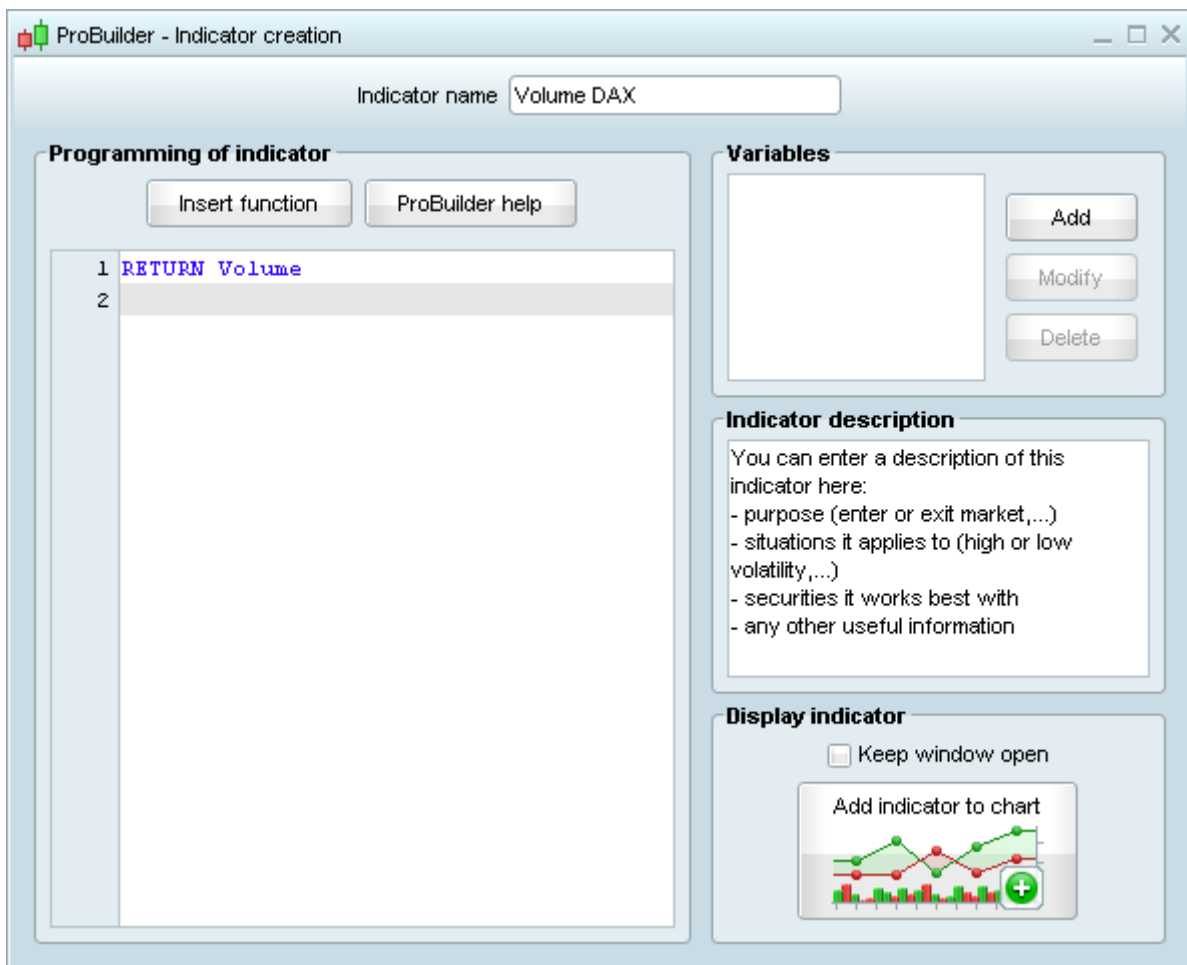 ProBuilder - Indicator creation
Indicator name Volume DAX
Programming of indicator
Insert function ProBuilder help
1 RETURN Volume
2
Variables
Add
Modify
Delete
Indicator description
You can enter a description of this
indicator here:
- purpose (enter or exit market,...)
- situations it applies to (high or low
volatility,...)
- securities it works best with
- any other useful information
Display indicator
Keep window open
Add indicator to chart